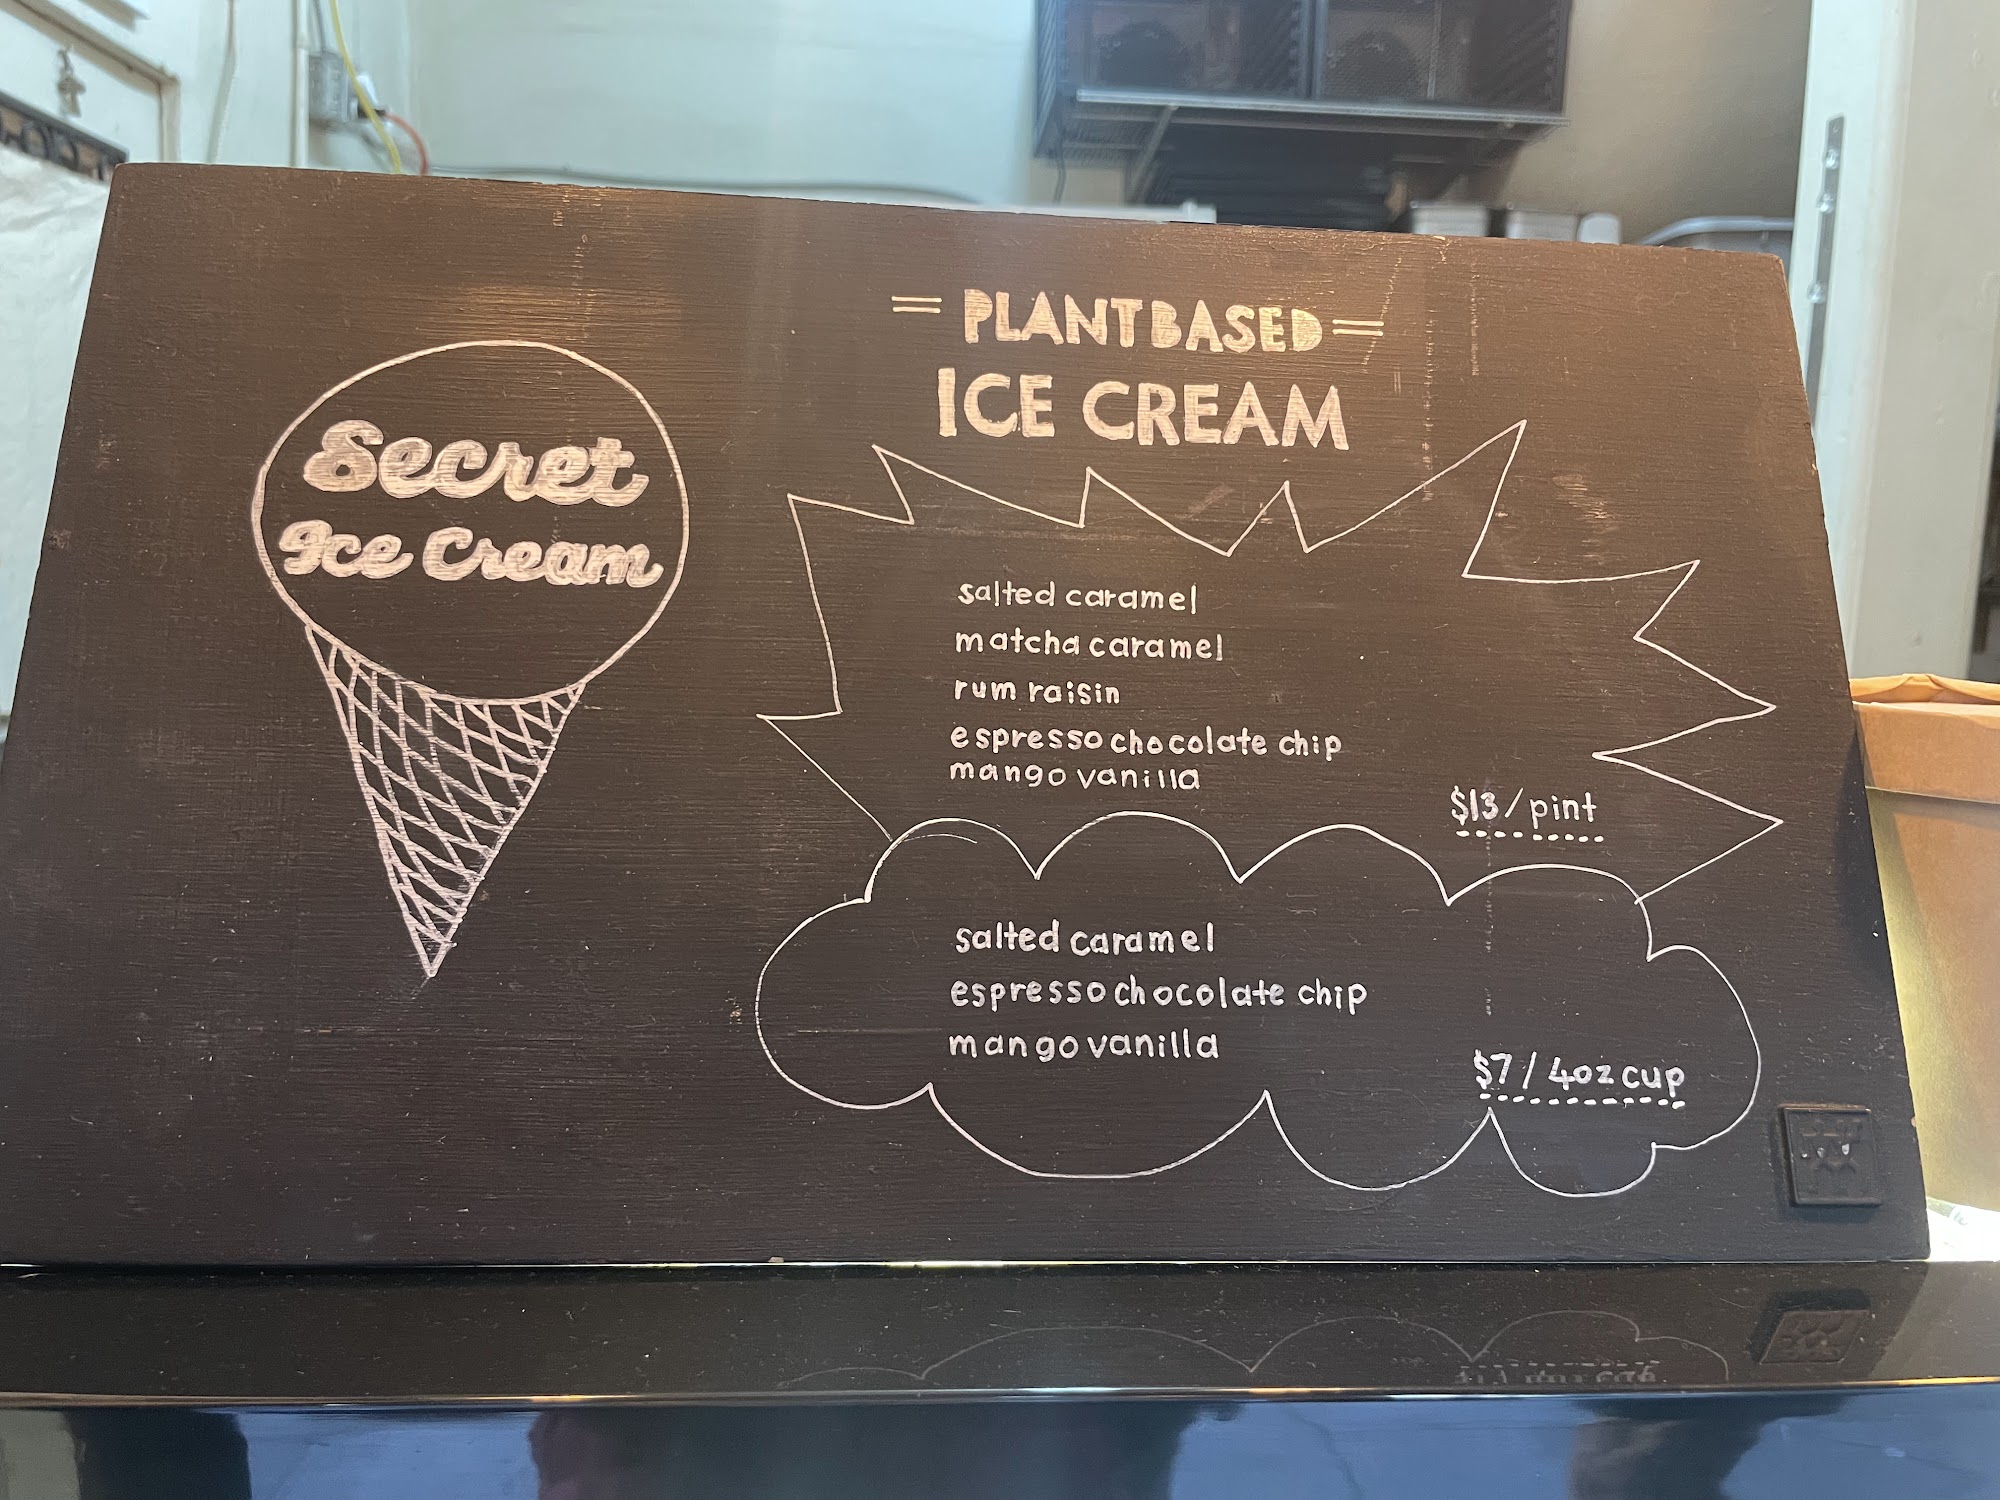 Secret
Ice Cream
= PLANT BASED =
ICE CREAM
salted caramel
matcha caramel
rum raisin
espresso chocolate chip
mango vanilla
$13/pint
salted caramel
espresso chocolate chip
mango vanilla
$7/4oz cup